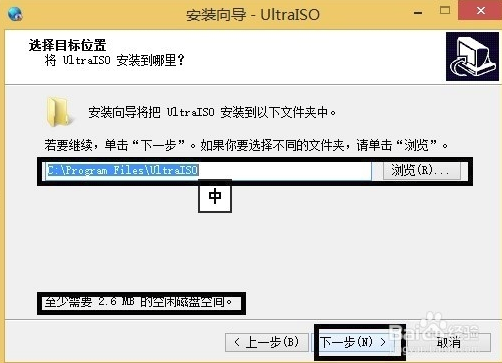 安装向导 - UltraISO
选择目标位置
将 UltraISO 安装到哪里?
安装向导将把 UltraISO 安装到以下文件夹中。
若要继续，单击“下一步”。如果你要选择不同的文件夹，请单击“浏览”。
C:\Program Files\UltraISO
浏览(R)...
中
至少需要 2.6 MB 的空闲磁盘空间。
< 上一步(B)
下一步(N) >
取消
Baidu 经验